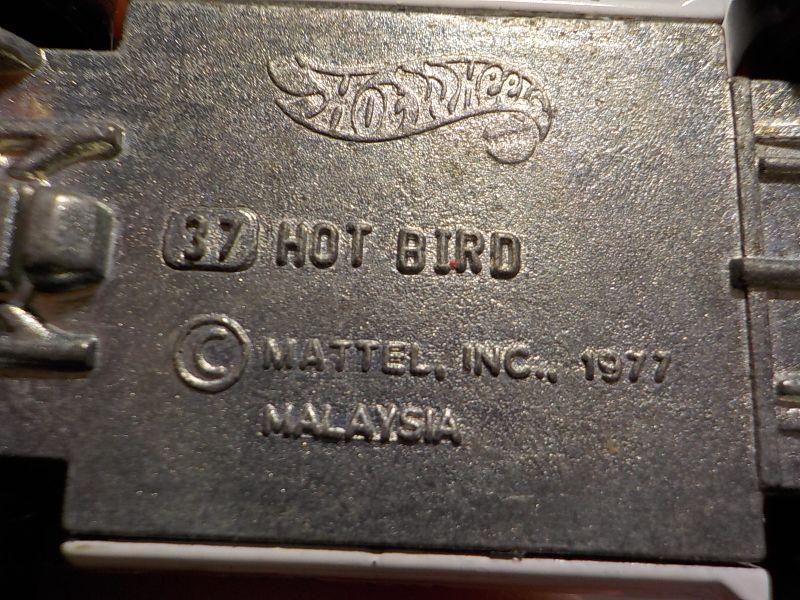 Hot Wheels
37 HOT BIRD
© MATTEL, INC., 1977
MALAYSIA